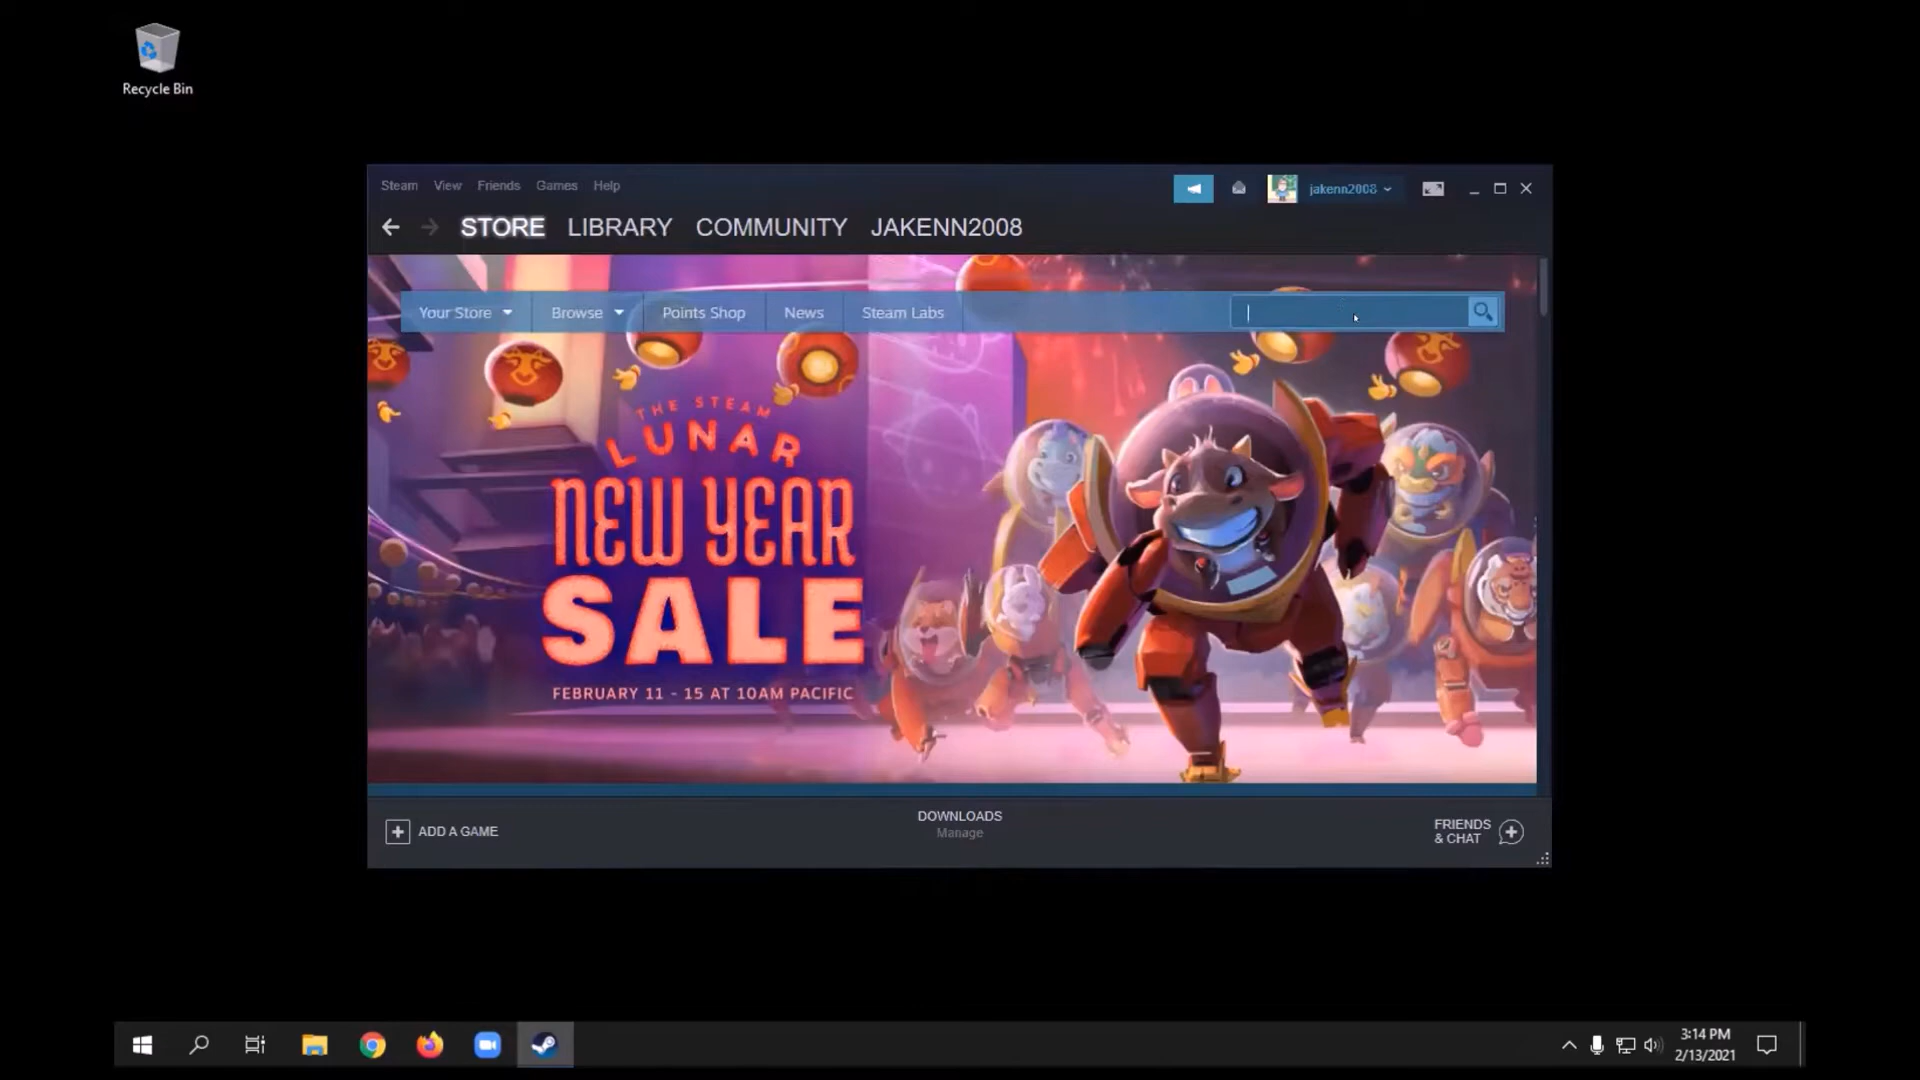 Recycle Bin
Steam View Friends Games Help
jakenn2008
STORE LIBRARY COMMUNITY JAKENN2008
Your Store Browse Points Shop News Steam Labs
THE STEAM
LUNAR
NEW YEAR
SALE
FEBRUARY 11 - 15 AT 10AM PACIFIC
ADD A GAME
DOWNLOADS
Manage
FRIENDS
& CHAT
3:14 PM
2/13/2021